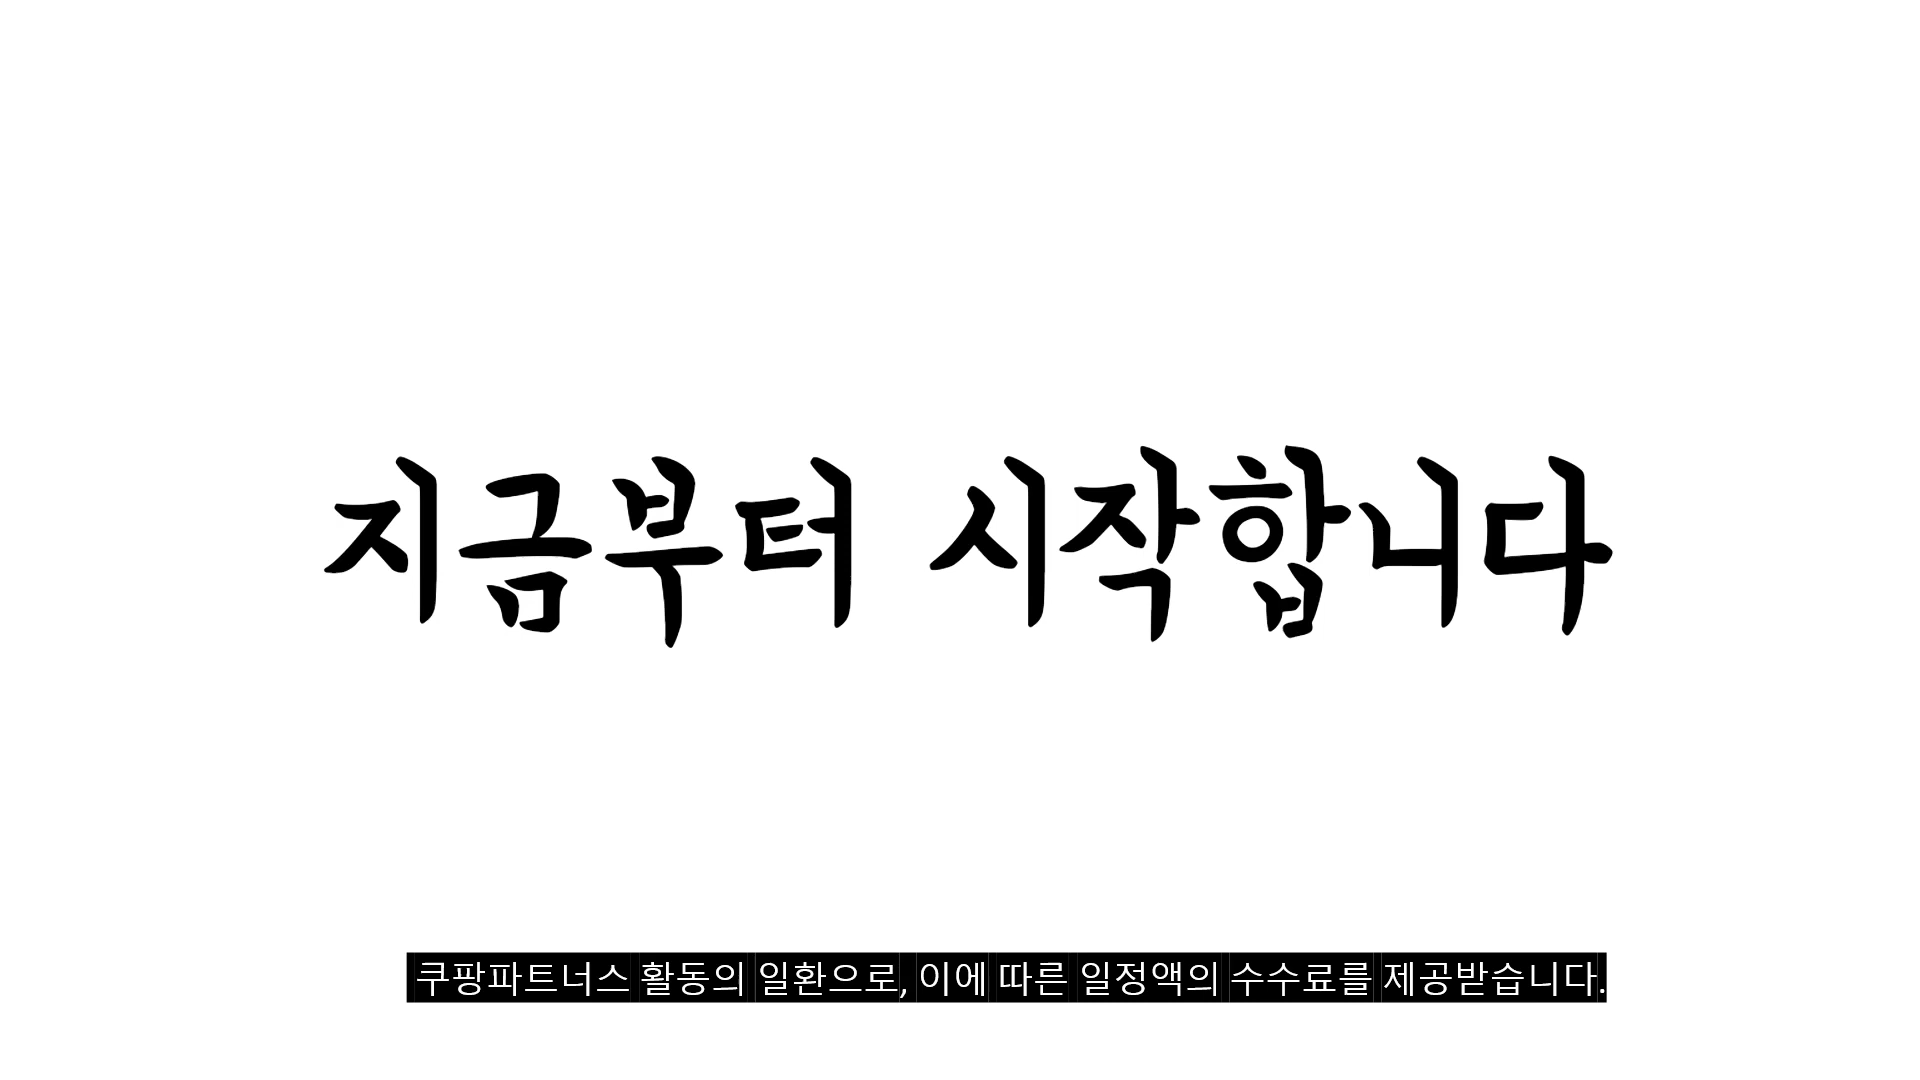 지금부터 시작합니다
쿠팡파트너스 활동의 일환으로, 이에 따른 일정액의 수수료를 제공받습니다.